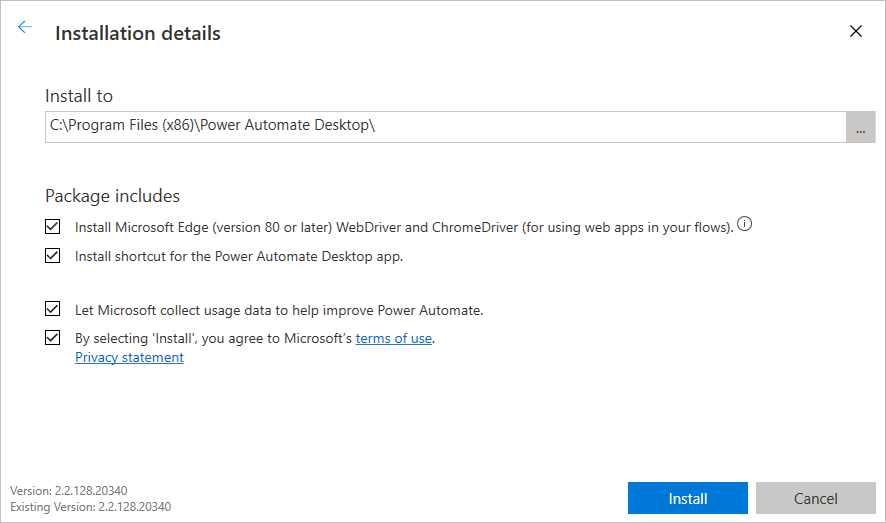 Installation details
Install to
C:\Program Files (x86)\Power Automate Desktop\
...
Package includes
Install Microsoft Edge (version 80 or later) WebDriver and ChromeDriver (for using web apps in your flows).
Install shortcut for the Power Automate Desktop app.
Let Microsoft collect usage data to help improve Power Automate.
By selecting 'Install', you agree to Microsoft’s terms of use.
Privacy statement
Version: 2.2.128.20340
Existing Version: 2.2.128.20340
Install
Cancel